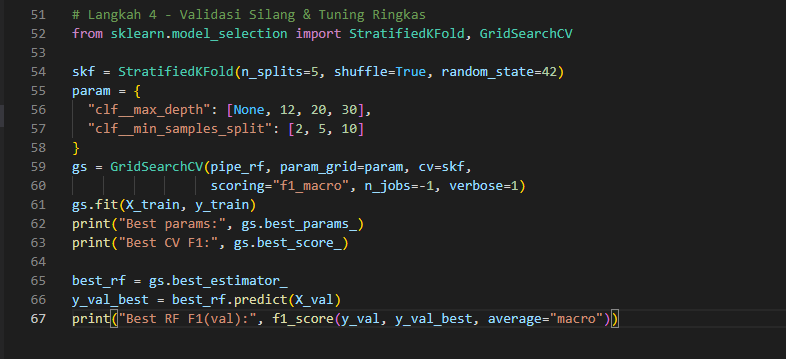 51 # Langkah 4 - Validasi Silang & Tuning Ringkas
52 from sklearn.model_selection import StratifiedKFold, GridSearchCV
53
54 skf = StratifiedKFold(n_splits=5, shuffle=True, random_state=42)
55 param = {
56   "clf__max_depth": [None, 12, 20, 30],
57   "clf__min_samples_split": [2, 5, 10]
58 }
59 gs = GridSearchCV(pipe_rf, param_grid=param, cv=skf,
60                   scoring="f1_macro", n_jobs=-1, verbose=1)
61 gs.fit(X_train, y_train)
62 print("Best params:", gs.best_params_)
63 print("Best CV F1:", gs.best_score_)
64
65 best_rf = gs.best_estimator_
66 y_val_best = best_rf.predict(X_val)
67 print("Best RF F1(val):", f1_score(y_val, y_val_best, average="macro"))